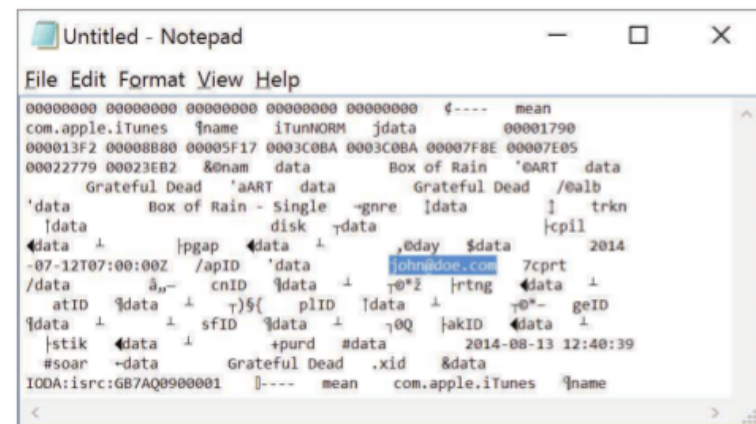 Untitled - Notepad
File Edit Format View Help
00000000 00000000 00000000 00000000 00000000 ¢---- mean
com.apple.iTunes ¶name iTunNORM jdata 00001790
000013F2 00008B80 00005F17 0003C0BA 0003C0BA 00007F8E 00007E05
00022779 00023EB2 &©nam data Box of Rain '©ART data
Grateful Dead 'aART data Grateful Dead /©alb
'data Box of Rain - Single →gnre ↕data ↕ trkn
↑data disk ┬data ├cpil
◄data ┴ ├pgap ◄data ┴ ,©day $data 2014
-07-12T07:00:00Z /apID 'data john@doe.com 7cprt
/data â„— cnID ¶data ┴ ┬©*ž ├rtng ◄data ┴
atID ¶data ┴ ┬)§{ plID ↑data ┴ ┬©*— geID
¶data ┴ ┴ sfID ¶data ┴ ┐©Q ├akID ◄data ┴
├stik ◄data ┴ +purd #data 2014-08-13 12:40:39
#soar ←data Grateful Dead .xid &data
IODA:isrc:GB7AQ0900001 ▯---- mean com.apple.iTunes ¶name